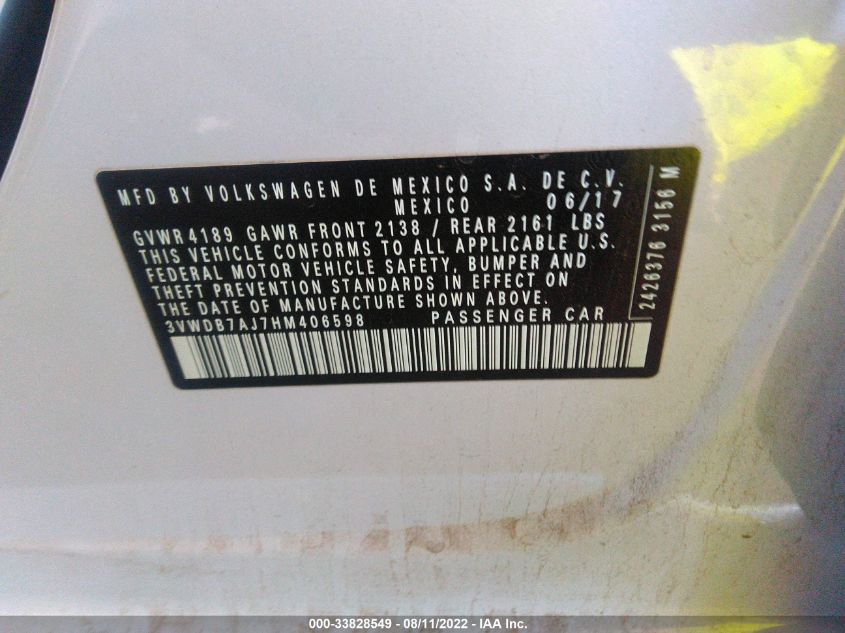 MFD BY VOLKSWAGEN DE MEXICO S.A. DE C.V.
MEXICO 06/17
GVWR4189 GAWR FRONT 2138 / REAR 2161 LBS
THIS VEHICLE CONFORMS TO ALL APPLICABLE U.S.
FEDERAL MOTOR VEHICLE SAFETY, BUMPER AND
THEFT PREVENTION STANDARDS IN EFFECT ON
THE DATE OF MANUFACTURE SHOWN ABOVE.
3VWDB7AJ7HM406598 PASSENGER CAR
2426376 3156 M
000-33828549 - 08/11/2022 - IAA Inc.